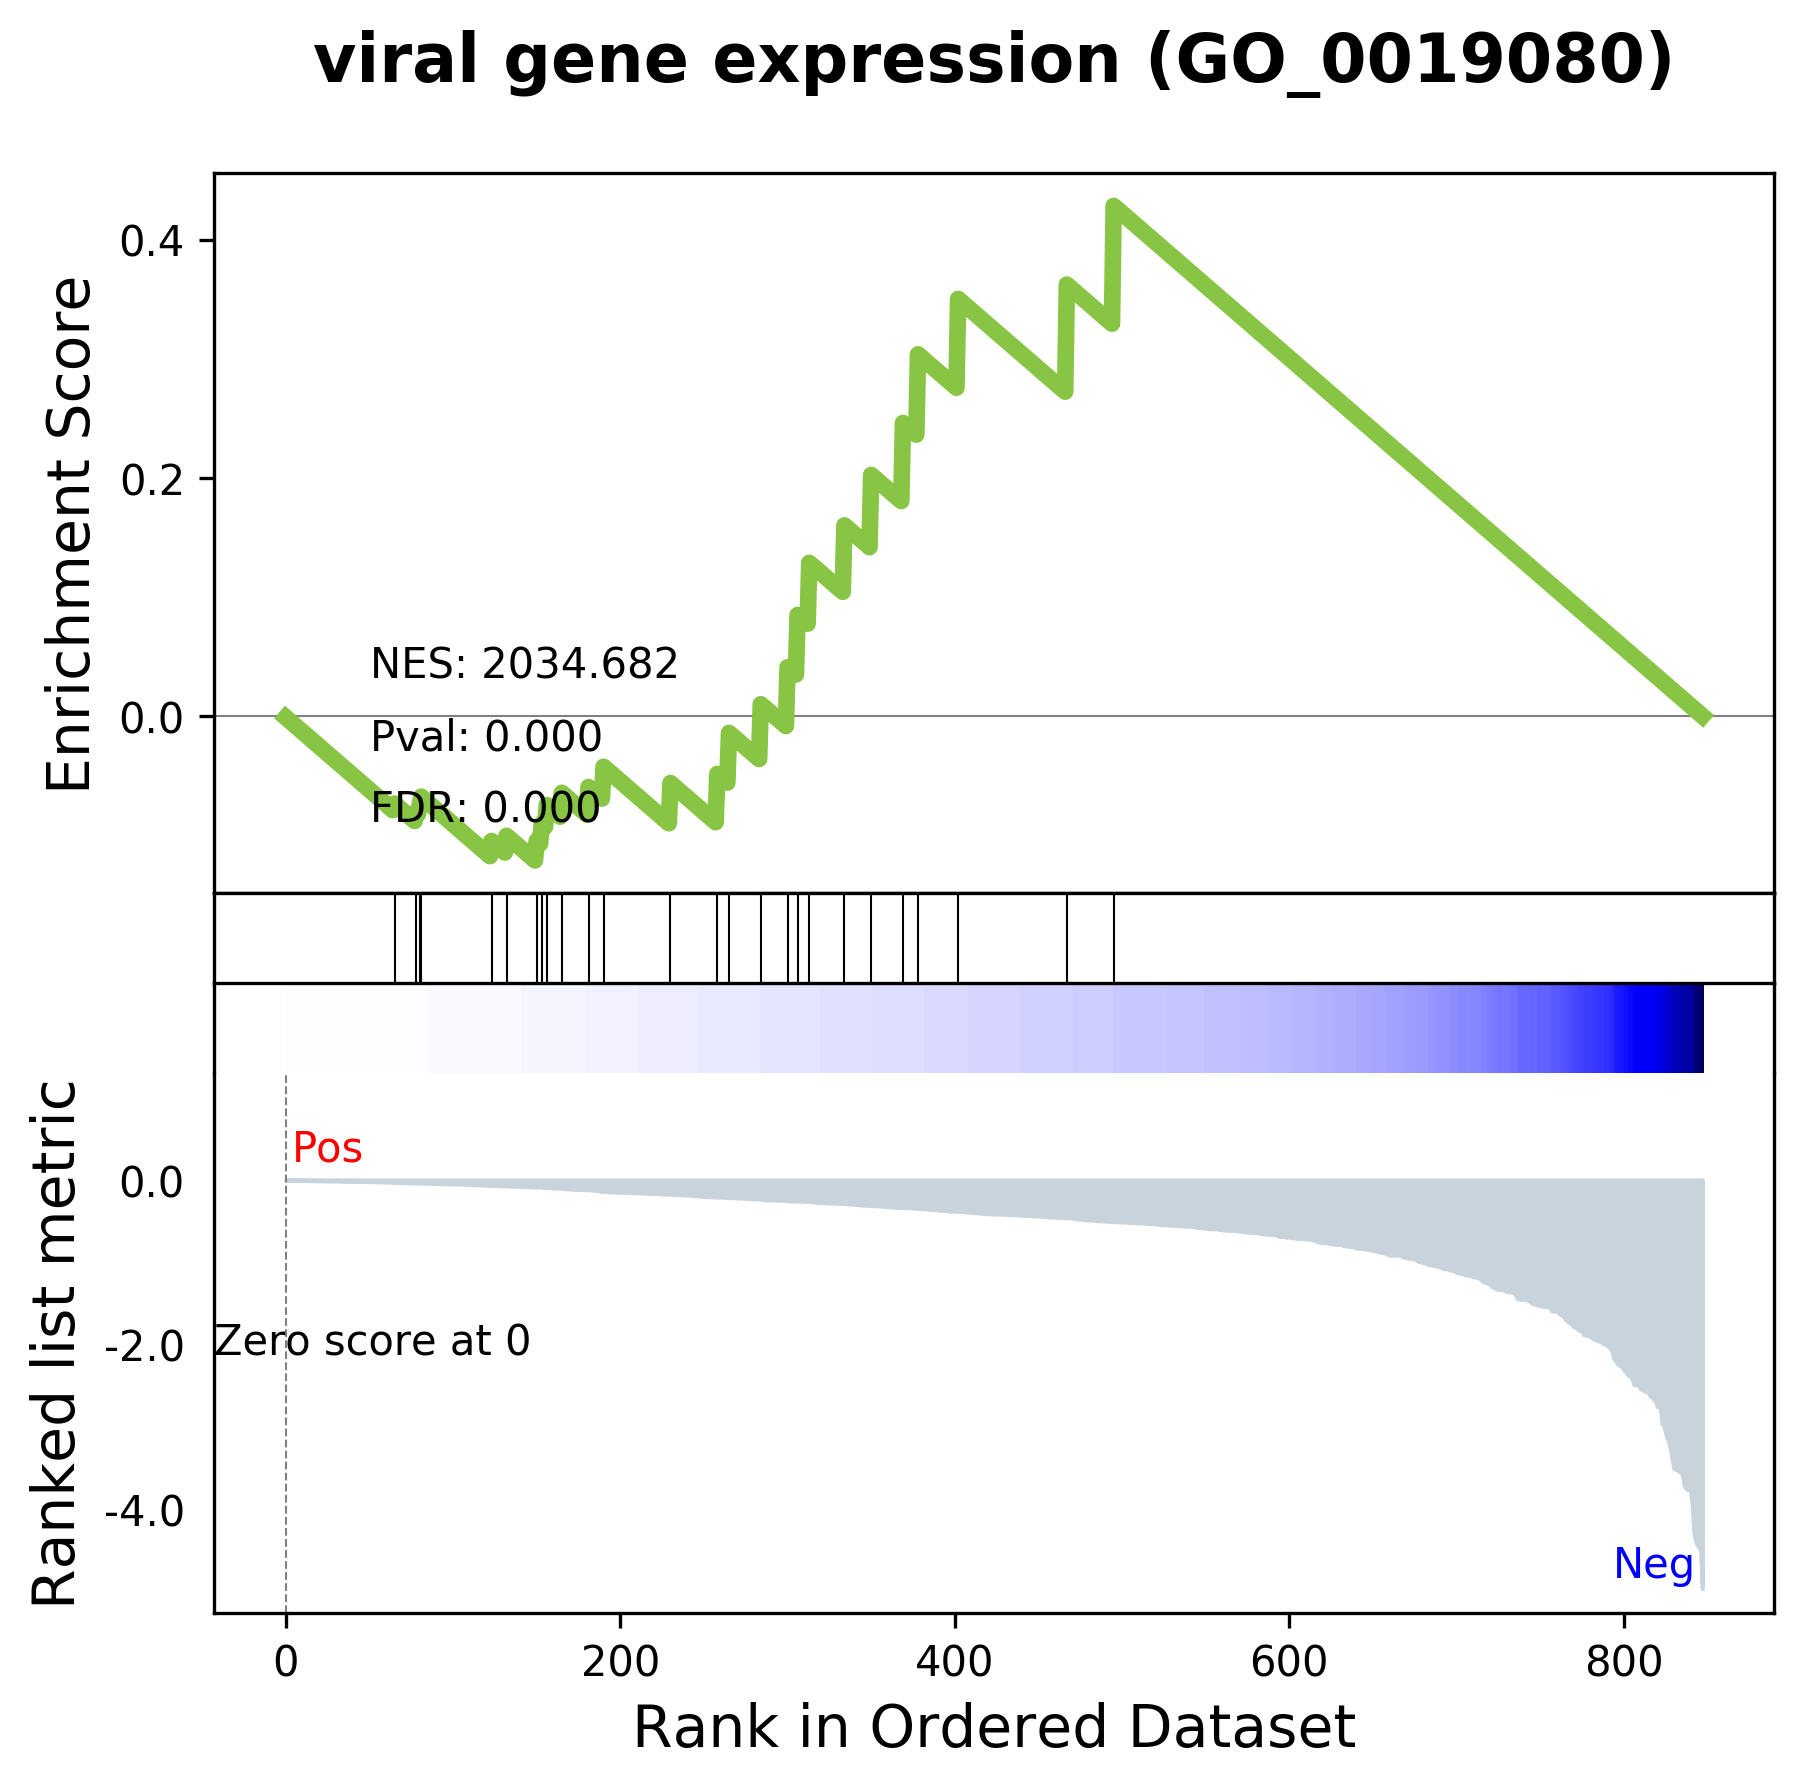 viral gene expression (GO_0019080)
Enrichment Score
0.4
0.2
0.0
NES: 2034.682
Pval: 0.000
FDR: 0.000
Ranked list metric
Pos
0.0
Zero score at 0
-2.0
-4.0
Neg
0 200 400 600 800
Rank in Ordered Dataset